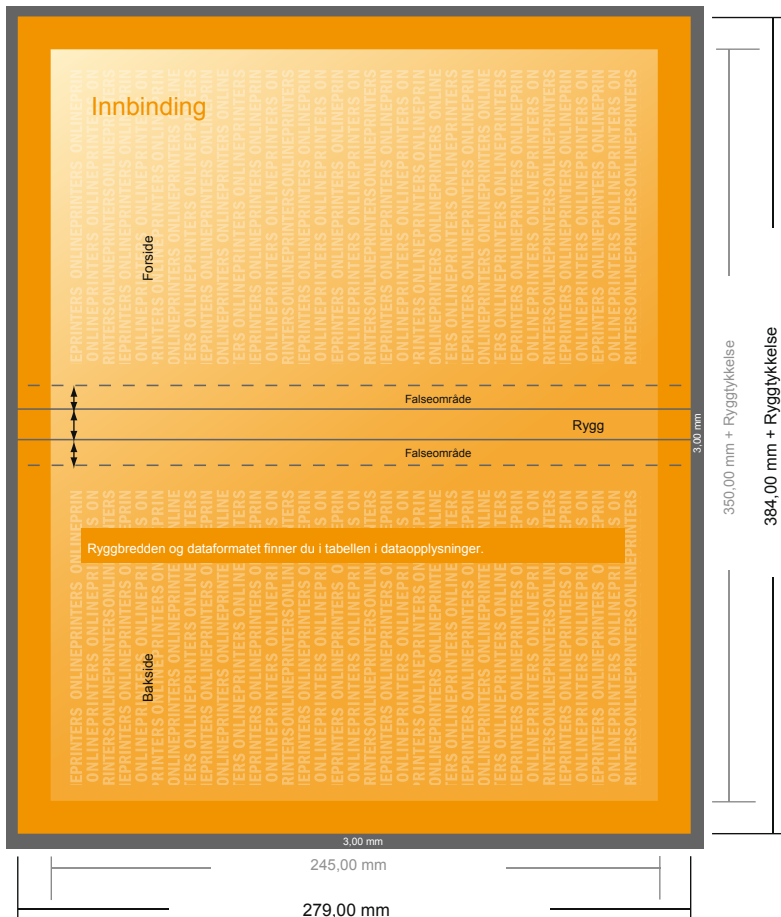 Innbinding
Forside
Falseområde
Rygg
Falseområde
Ryggbredden og dataformatet finner du i tabellen i dataopplysninger.
Bakside
3,00 mm
3,00 mm
350,00 mm + Ryggtykkelse
384,00 mm + Ryggtykkelse
245,00 mm
279,00 mm